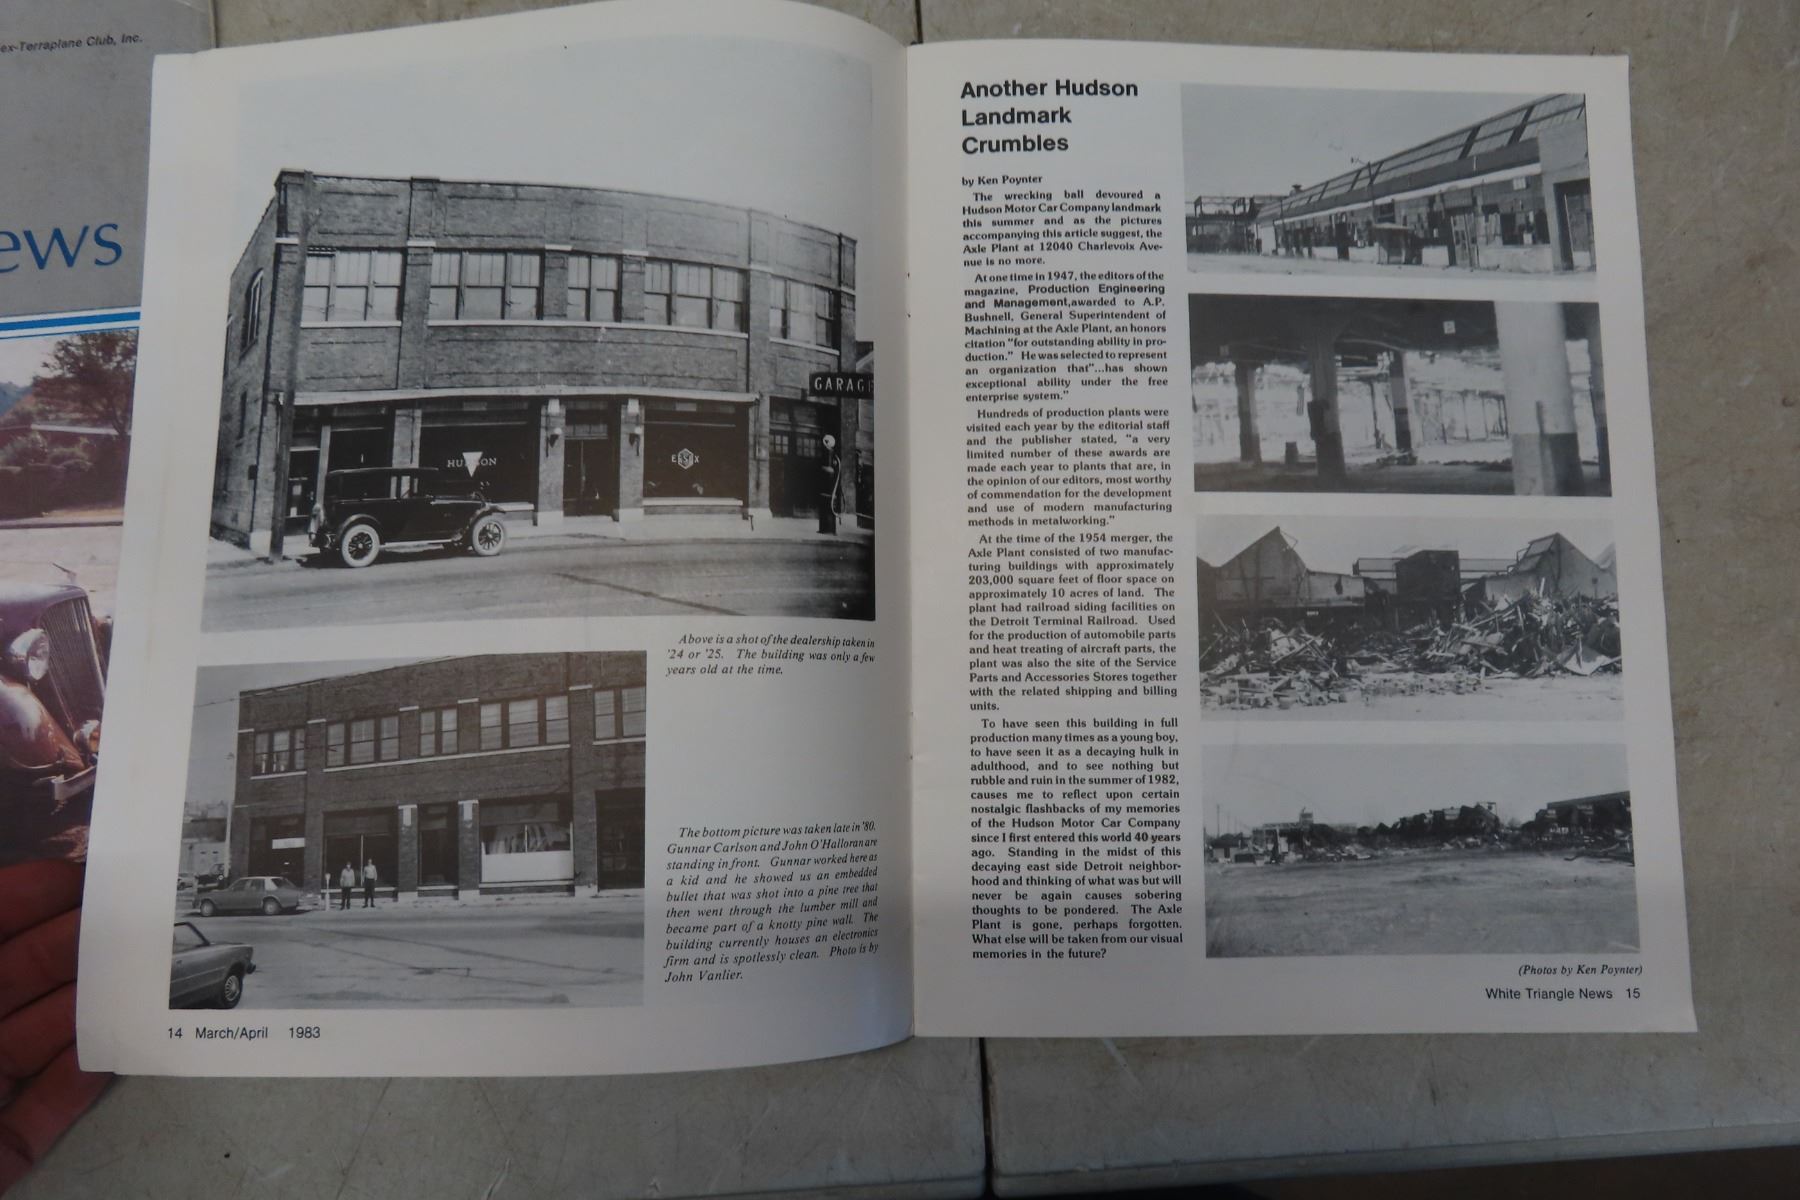 ex-Terraplane Club, Inc.
ews
GARAGE
HUDSON
ESSEX
Above is a shot of the dealership taken in
'24 or '25. The building was only a few
years old at the time.
The bottom picture was taken late in '80.
Gunnar Carlson and John O'Halloran are
standing in front. Gunnar worked here as
a kid and he showed us an embedded
bullet that was shot into a pine tree that
then went through the lumber mill and
became part of a knotty pine wall. The
building currently houses an electronics
firm and is spotlessly clean. Photo is by
John Vanlier.
14 March/April 1983
Another Hudson
Landmark
Crumbles
by Ken Poynter
The wrecking ball devoured a
Hudson Motor Car Company landmark
this summer and as the pictures
accompanying this article suggest, the
Axle Plant at 12040 Charlevoix Ave-
nue is no more.
At one time in 1947, the editors of the
magazine, Production Engineering
and Management,awarded to A.P.
Bushnell, General Superintendent of
Machining at the Axle Plant, an honors
citation "for outstanding ability in pro-
duction." He was selected to represent
an organization that"...has shown
exceptional ability under the free
enterprise system."
Hundreds of production plants were
visited each year by the editorial staff
and the publisher stated, "a very
limited number of these awards are
made each year to plants that are, in
the opinion of our editors, most worthy
of commendation for the development
and use of modern manufacturing
methods in metalworking."
At the time of the 1954 merger, the
Axle Plant consisted of two manufac-
turing buildings with approximately
203,000 square feet of floor space on
approximately 10 acres of land. The
plant had railroad siding facilities on
the Detroit Terminal Railroad. Used
for the production of automobile parts
and heat treating of aircraft parts, the
plant was also the site of the Service
Parts and Accessories Stores together
with the related shipping and billing
units.
To have seen this building in full
production many times as a young boy,
to have seen it as a decaying hulk in
adulthood, and to see nothing but
rubble and ruin in the summer of 1982,
causes me to reflect upon certain
nostalgic flashbacks of my memories
of the Hudson Motor Car Company
since I first entered this world 40 years
ago. Standing in the midst of this
decaying east side Detroit neighbor-
hood and thinking of what was but will
never be again causes sobering
thoughts to be pondered. The Axle
Plant is gone, perhaps forgotten.
What else will be taken from our visual
memories in the future?
(Photos by Ken Poynter)
White Triangle News 15